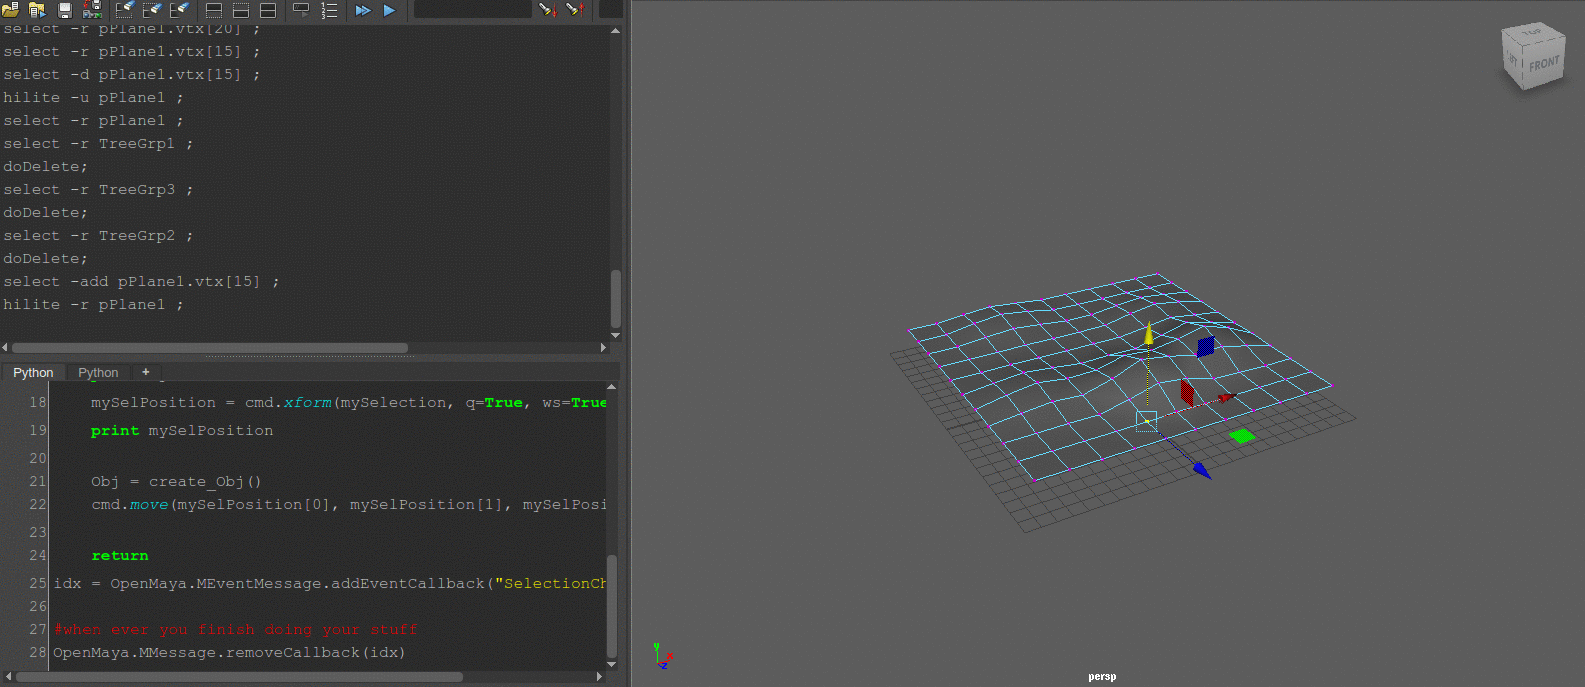 select -r pPlane1.vtx[20] ;
select -r pPlane1.vtx[15] ;
select -d pPlane1.vtx[15] ;
hilite -u pPlane1 ;
select -r pPlane1 ;
select -r TreeGrp1 ;
doDelete;
select -r TreeGrp3 ;
doDelete;
select -r TreeGrp2 ;
doDelete;
select -add pPlane1.vtx[15] ;
hilite -r pPlane1 ;
Python Python +
18 mySelPosition = cmd.xform(mySelection, q=True, ws=True
19 print mySelPosition
20
21 Obj = create_Obj()
22 cmd.move(mySelPosition[0], mySelPosition[1], mySelPosi
23
24 return
25 idx = OpenMaya.MEventMessage.addEventCallback("SelectionCh
26
27 #when ever you finish doing your stuff
28 OpenMaya.MMessage.removeCallback(idx)
TOP
FRONT
y
x
z
persp